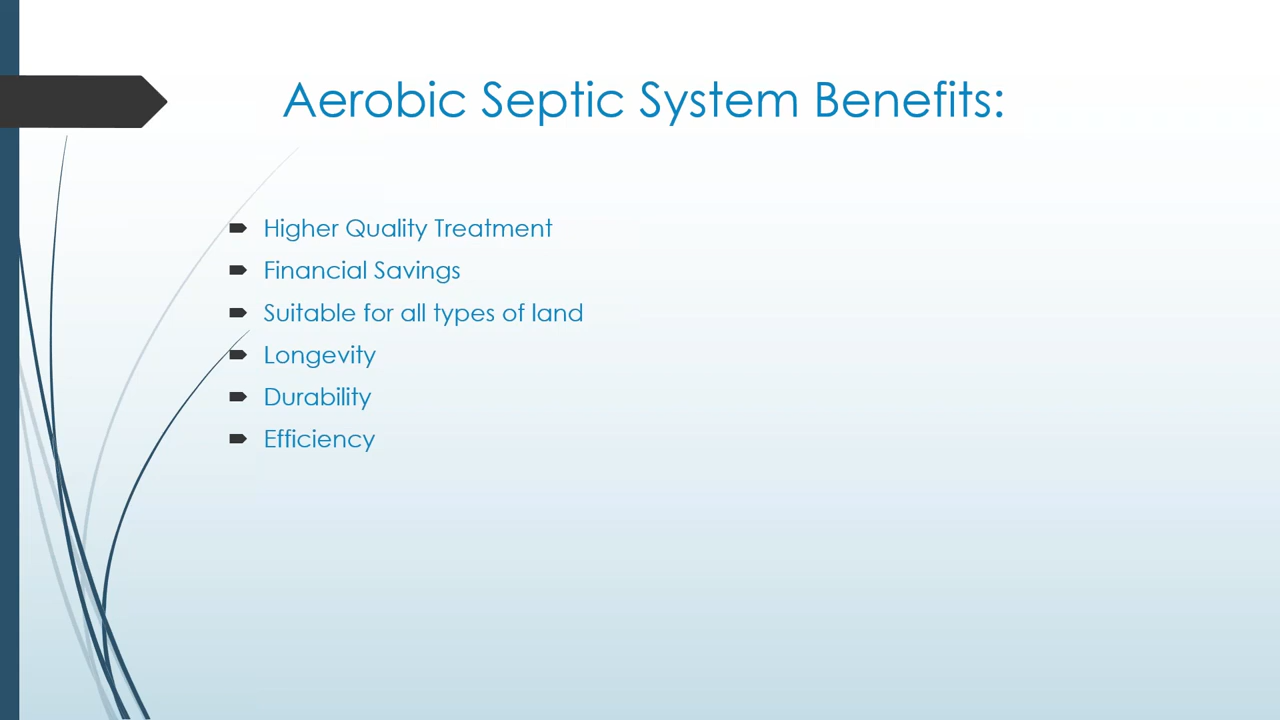 Aerobic Septic System Benefits:
Higher Quality Treatment
Financial Savings
Suitable for all types of land
Longevity
Durability
Efficiency